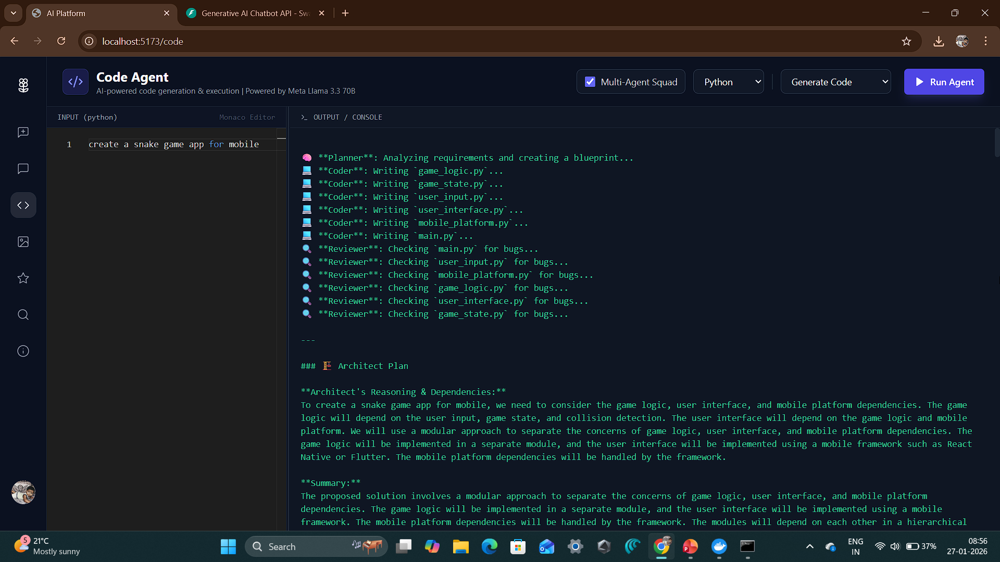 AI Platform
Generative AI Chatbot API - Swa
localhost:5173/code
Code Agent
AI-powered code generation & execution | Powered by Meta Llama 3.3 70B
Multi-Agent Squad
Python
Generate Code
Run Agent
INPUT (python)
Monaco Editor
>_ OUTPUT / CONSOLE
1 create a snake game app for mobile
🧠 **Planner**: Analyzing requirements and creating a blueprint...
💻 **Coder**: Writing `game_logic.py`...
💻 **Coder**: Writing `game_state.py`...
💻 **Coder**: Writing `user_input.py`...
💻 **Coder**: Writing `user_interface.py`...
💻 **Coder**: Writing `mobile_platform.py`...
💻 **Coder**: Writing `main.py`...
🔍 **Reviewer**: Checking `main.py` for bugs...
🔍 **Reviewer**: Checking `user_input.py` for bugs...
🔍 **Reviewer**: Checking `mobile_platform.py` for bugs...
🔍 **Reviewer**: Checking `game_logic.py` for bugs...
🔍 **Reviewer**: Checking `user_interface.py` for bugs...
🔍 **Reviewer**: Checking `game_state.py` for bugs...
---
### 🏗️ Architect Plan
**Architect's Reasoning & Dependencies:**
To create a snake game app for mobile, we need to consider the game logic, user interface, and mobile platform dependencies. The game
logic will depend on the user input, game state, and collision detection. The user interface will depend on the game logic and mobile
platform. We will use a modular approach to separate the concerns of game logic, user interface, and mobile platform dependencies. The
game logic will be implemented in a separate module, and the user interface will be implemented using a mobile framework such as React
Native or Flutter. The mobile platform dependencies will be handled by the framework.
**Summary:**
The proposed solution involves a modular approach to separate the concerns of game logic, user interface, and mobile platform
dependencies. The game logic will be implemented in a separate module, and the user interface will be implemented using a mobile
framework. The mobile platform dependencies will be handled by the framework. The modules will depend on each other in a hierarchical
5
21°C
Mostly sunny
Search
ENG
IN
37%
08:56
27-01-2026